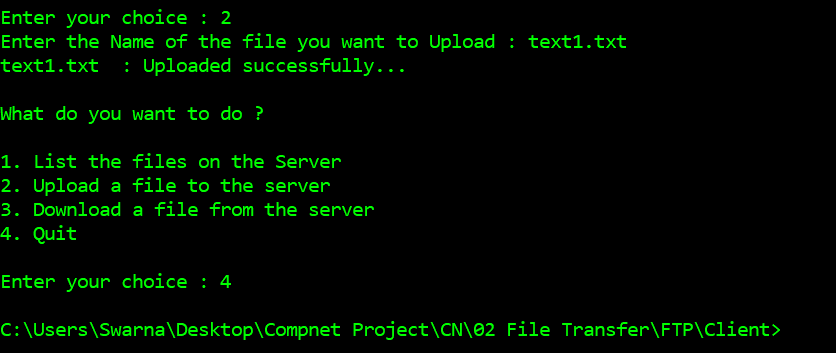 Enter your choice : 2
Enter the Name of the file you want to Upload : text1.txt
text1.txt  : Uploaded successfully...
What do you want to do ?
1. List the files on the Server
2. Upload a file to the server
3. Download a file from the server
4. Quit
Enter your choice : 4
C:\Users\Swarna\Desktop\Compnet Project\CN\02 File Transfer\FTP\Client>